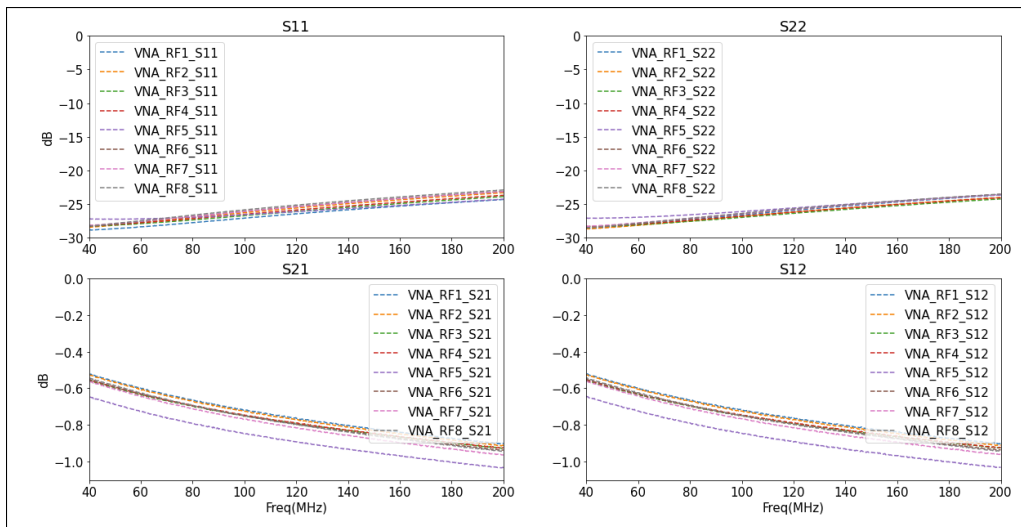 S11
0
−5
−10
−15
−20
−25
−30
dB
40 60 80 100 120 140 160 180 200
VNA_RF1_S11
VNA_RF2_S11
VNA_RF3_S11
VNA_RF4_S11
VNA_RF5_S11
VNA_RF6_S11
VNA_RF7_S11
VNA_RF8_S11
S22
0
−5
−10
−15
−20
−25
−30
40 60 80 100 120 140 160 180 200
VNA_RF1_S22
VNA_RF2_S22
VNA_RF3_S22
VNA_RF4_S22
VNA_RF5_S22
VNA_RF6_S22
VNA_RF7_S22
VNA_RF8_S22
S21
0.0
−0.2
−0.4
−0.6
−0.8
−1.0
dB
40 60 80 100 120 140 160 180 200
Freq(MHz)
VNA_RF1_S21
VNA_RF2_S21
VNA_RF3_S21
VNA_RF4_S21
VNA_RF5_S21
VNA_RF6_S21
VNA_RF7_S21
VNA_RF8_S21
S12
0.0
−0.2
−0.4
−0.6
−0.8
−1.0
40 60 80 100 120 140 160 180 200
Freq(MHz)
VNA_RF1_S12
VNA_RF2_S12
VNA_RF3_S12
VNA_RF4_S12
VNA_RF5_S12
VNA_RF6_S12
VNA_RF7_S12
VNA_RF8_S12